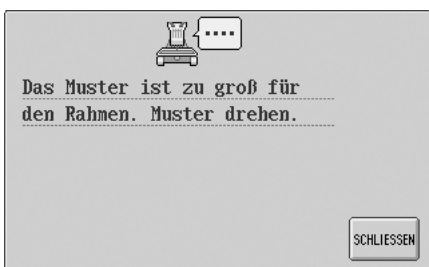 Das Muster ist zu groß für
den Rahmen. Muster drehen.
SCHLIESSEN